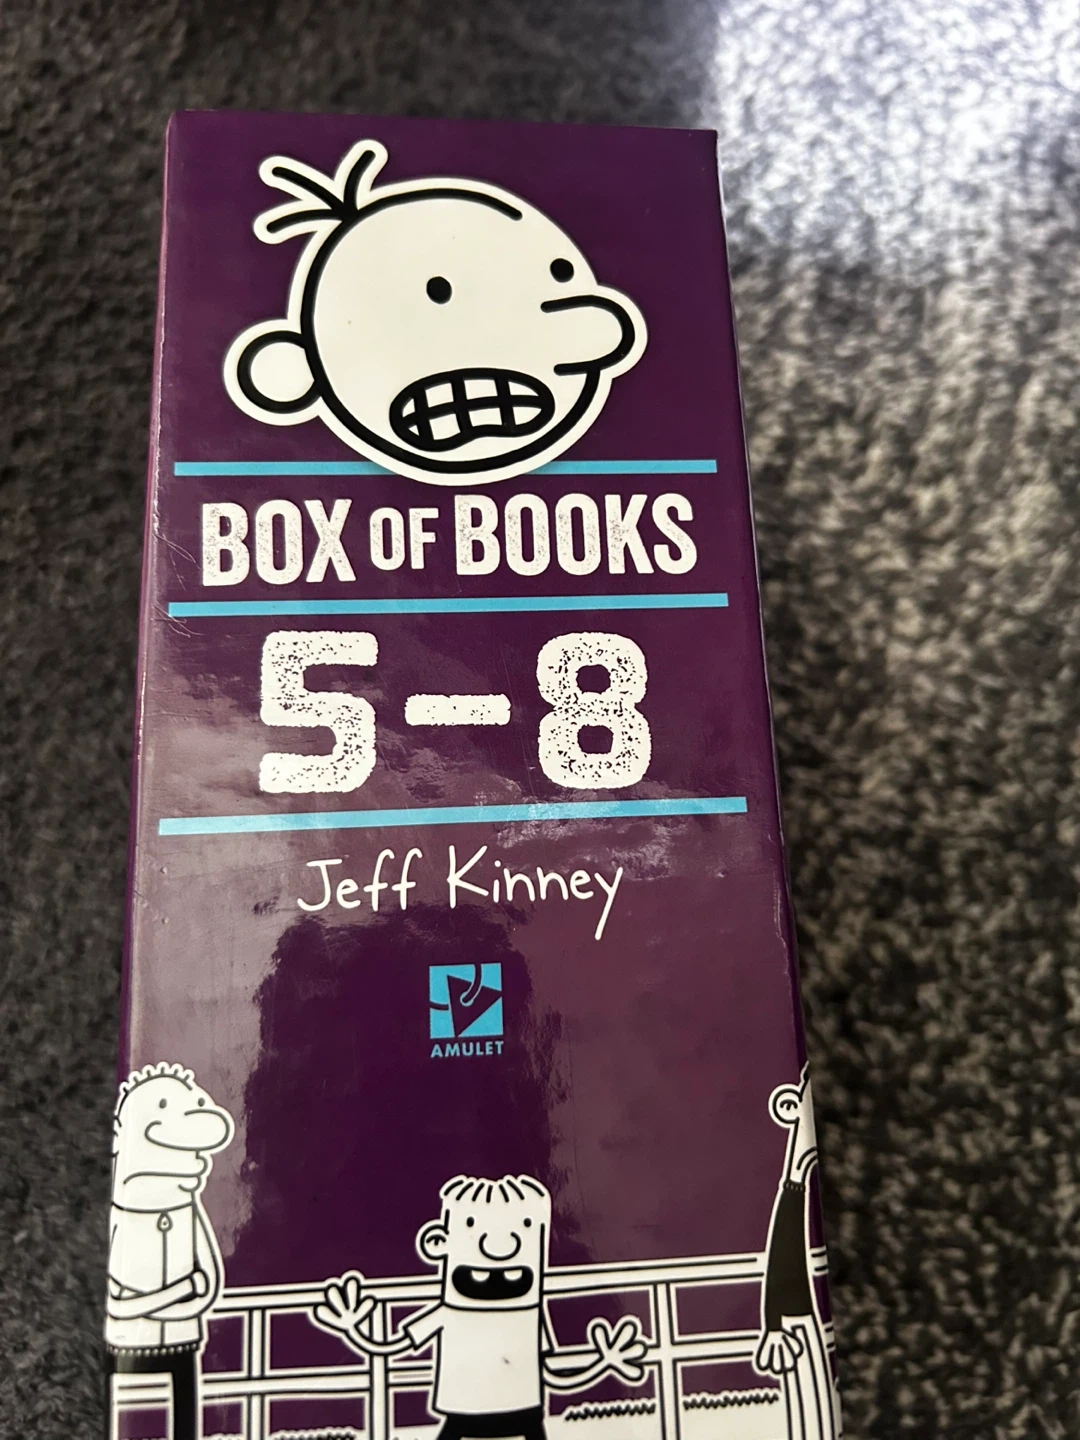 BOX OF BOOKS
5-8
Jeff Kinney
AMULET